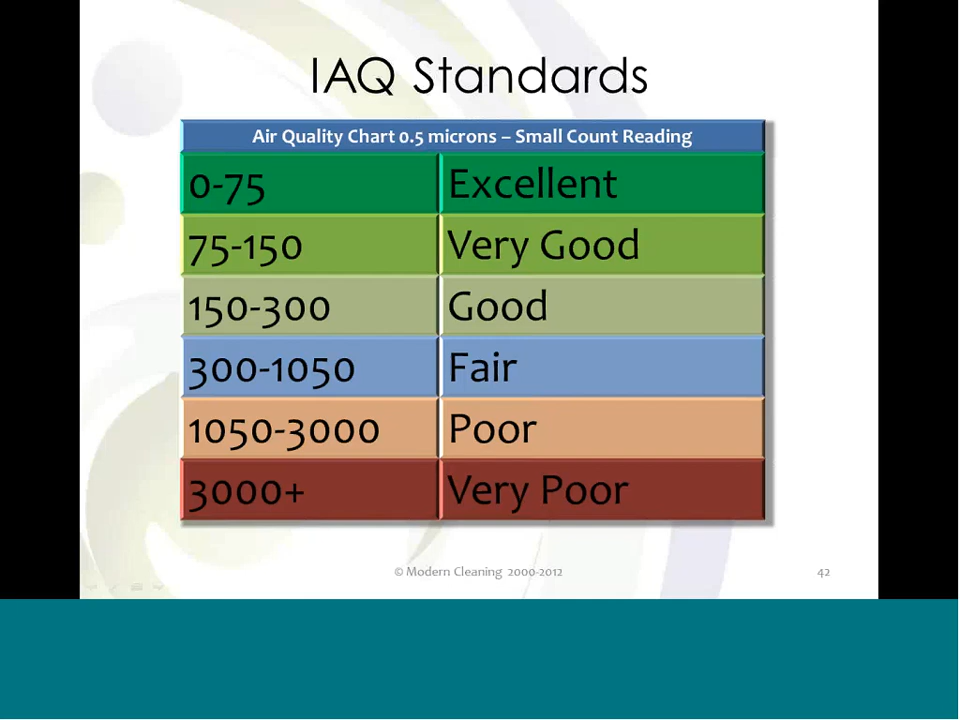 IAQ Standards
Air Quality Chart 0.5 microns – Small Count Reading
0-75 Excellent
75-150 Very Good
150-300 Good
300-1050 Fair
1050-3000 Poor
3000+ Very Poor
© Modern Cleaning 2000-2012 42